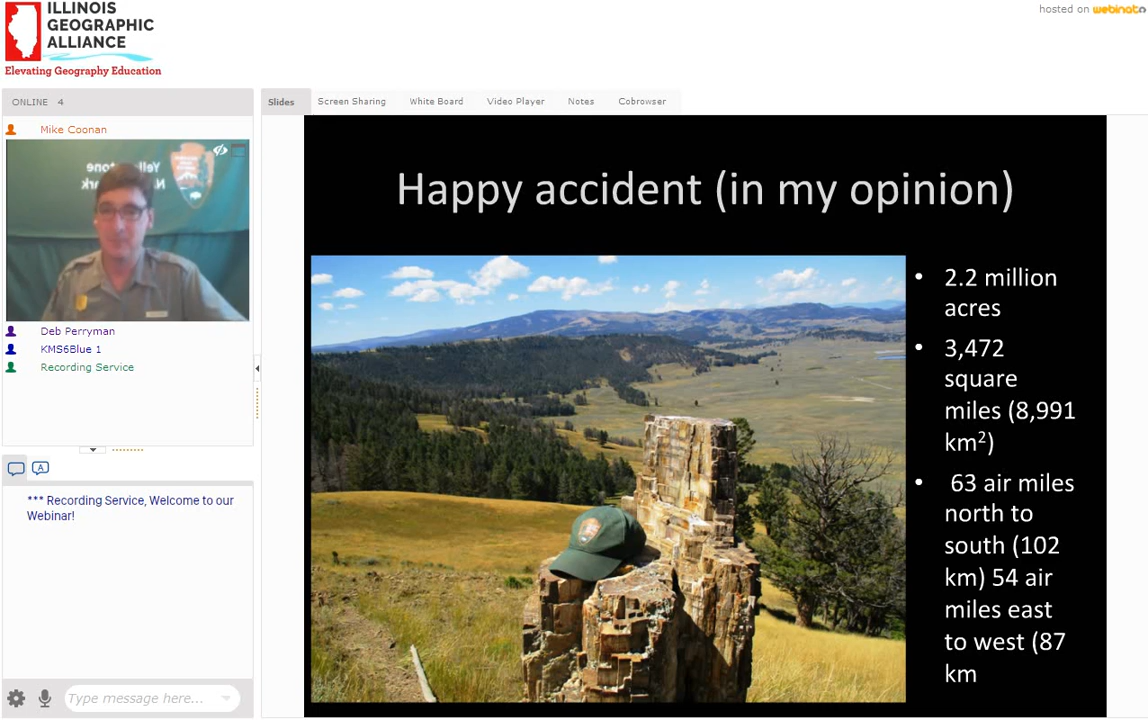 ILLINOIS
GEOGRAPHIC
ALLIANCE
Elevating Geography Education
hosted on webinato
ONLINE 4
Mike Coonan
Yellowstone
Deb Perryman
KMS6Blue 1
Recording Service
A
*** Recording Service, Welcome to our
Webinar!
Type message here...
Slides
Screen Sharing
White Board
Video Player
Notes
Cobrowser
Happy accident (in my opinion)
• 2.2 million
acres
• 3,472
square
miles (8,991
km²)
• 63 air miles
north to
south (102
km) 54 air
miles east
to west (87
km